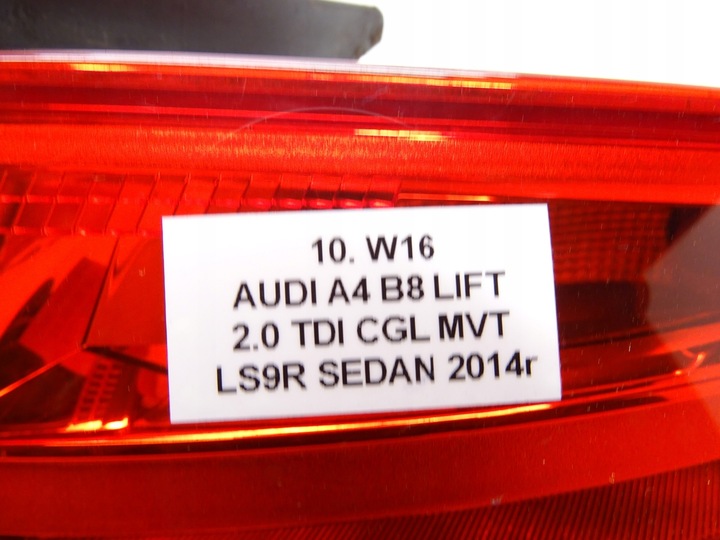 10. W16
AUDI A4 B8 LIFT
2.0 TDI CGL MVT
LS9R SEDAN 2014r